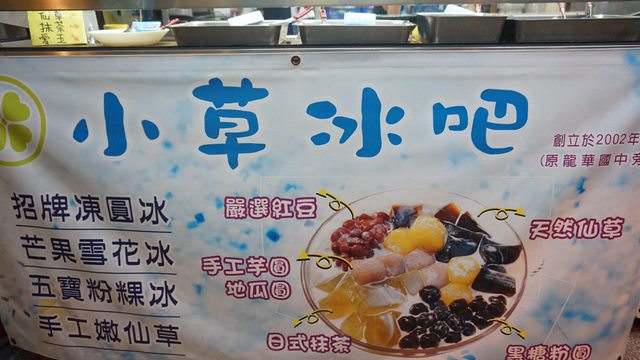 小草冰吧
創立於2002年
(原龍華國中旁
招牌凍圓冰
芒果雪花冰
五寶粉粿冰
手工嫩仙草
嚴選紅豆
手工芋圓
地瓜圓
日式抹茶
天然仙草
黑糖粉圓